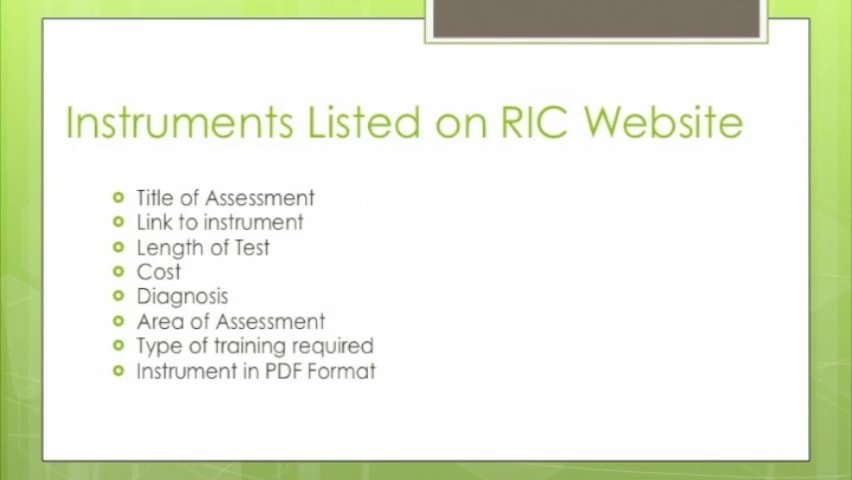 Instruments Listed on RIC Website
Title of Assessment
Link to instrument
Length of Test
Cost
Diagnosis
Area of Assessment
Type of training required
Instrument in PDF Format